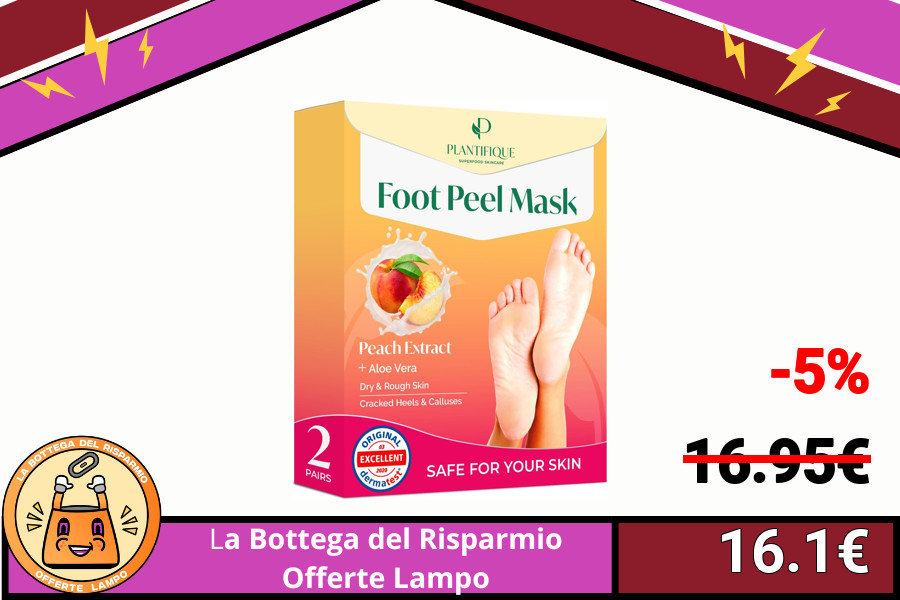 PLANTIFIQUE
SUPERFOOD SKINCARE
Foot Peel Mask
Peach Extract
+ Aloe Vera
Dry & Rough Skin
Cracked Heels & Calluses
2
PAIRS
ORIGINAL
03
EXCELLENT
2020
dermatest
SAFE FOR YOUR SKIN
-5%
16.95€
16.1€
LA BOTTEGA DEL RISPARMIO
OFFERTE LAMPO
La Bottega del Risparmio
Offerte Lampo